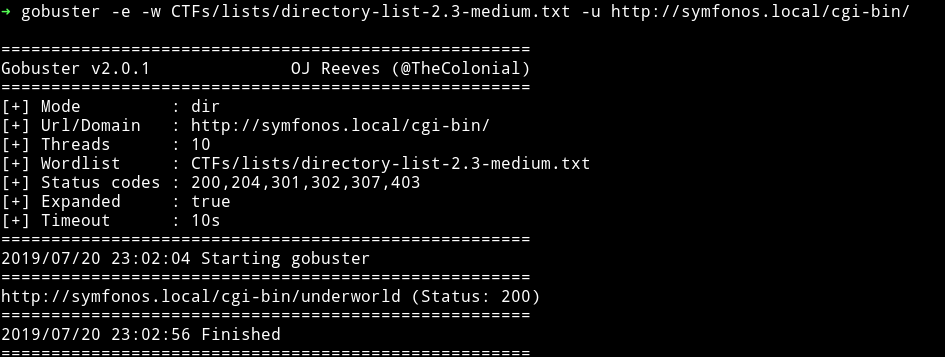 ➜ gobuster -e -w CTFs/lists/directory-list-2.3-medium.txt -u http://symfonos.local/cgi-bin/
=====================================================
Gobuster v2.0.1              OJ Reeves (@TheColonial)
=====================================================
[+] Mode         : dir
[+] Url/Domain   : http://symfonos.local/cgi-bin/
[+] Threads      : 10
[+] Wordlist     : CTFs/lists/directory-list-2.3-medium.txt
[+] Status codes : 200,204,301,302,307,403
[+] Expanded     : true
[+] Timeout      : 10s
=====================================================
2019/07/20 23:02:04 Starting gobuster
=====================================================
http://symfonos.local/cgi-bin/underworld (Status: 200)
=====================================================
2019/07/20 23:02:56 Finished
=====================================================